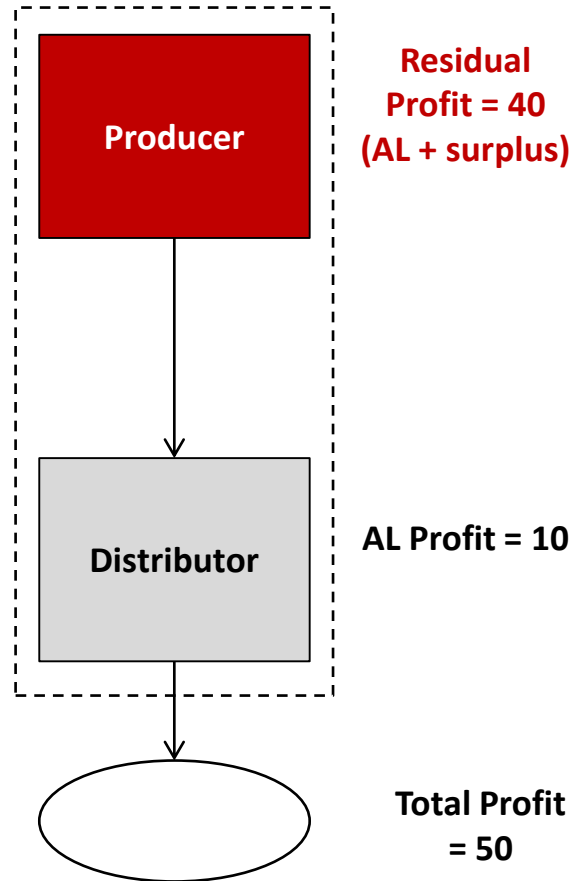 Residual
Profit = 40
(AL + surplus)
Producer
Distributor
AL Profit = 10
Total Profit
= 50